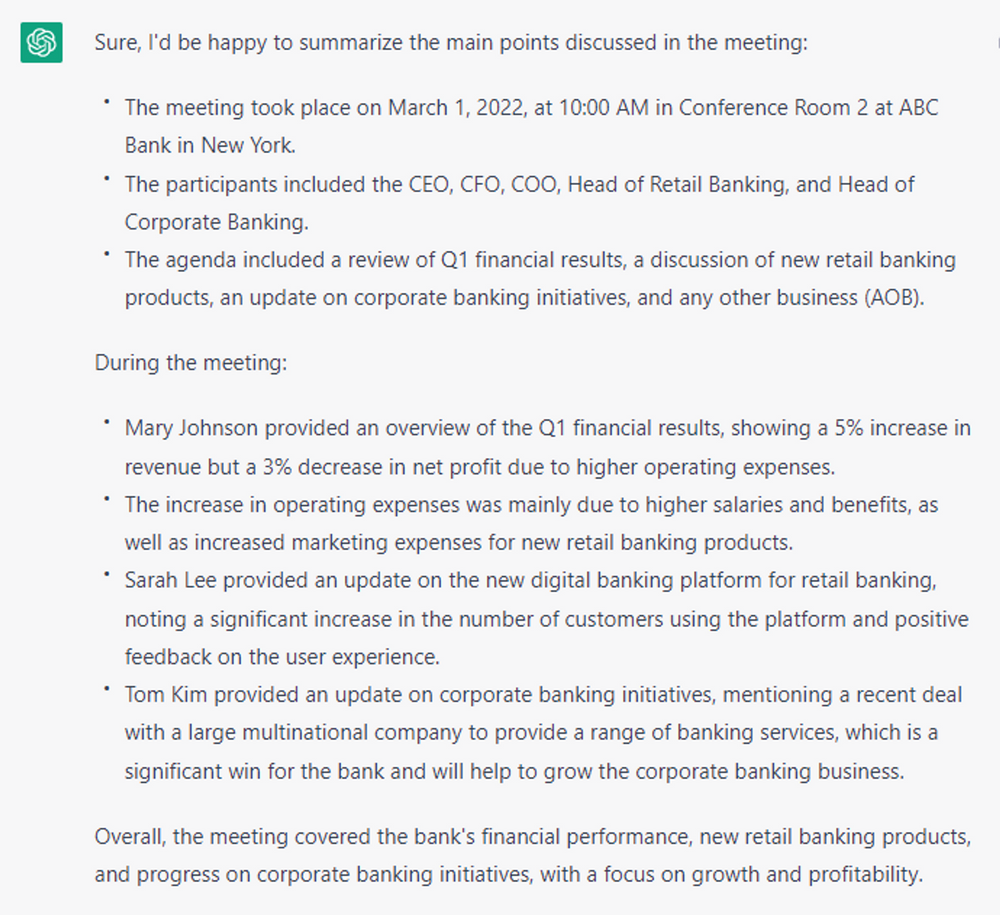 Sure, I'd be happy to summarize the main points discussed in the meeting:
• The meeting took place on March 1, 2022, at 10:00 AM in Conference Room 2 at ABC
Bank in New York.
• The participants included the CEO, CFO, COO, Head of Retail Banking, and Head of
Corporate Banking.
• The agenda included a review of Q1 financial results, a discussion of new retail banking
products, an update on corporate banking initiatives, and any other business (AOB).
During the meeting:
• Mary Johnson provided an overview of the Q1 financial results, showing a 5% increase in
revenue but a 3% decrease in net profit due to higher operating expenses.
• The increase in operating expenses was mainly due to higher salaries and benefits, as
well as increased marketing expenses for new retail banking products.
• Sarah Lee provided an update on the new digital banking platform for retail banking,
noting a significant increase in the number of customers using the platform and positive
feedback on the user experience.
• Tom Kim provided an update on corporate banking initiatives, mentioning a recent deal
with a large multinational company to provide a range of banking services, which is a
significant win for the bank and will help to grow the corporate banking business.
Overall, the meeting covered the bank's financial performance, new retail banking products,
and progress on corporate banking initiatives, with a focus on growth and profitability.